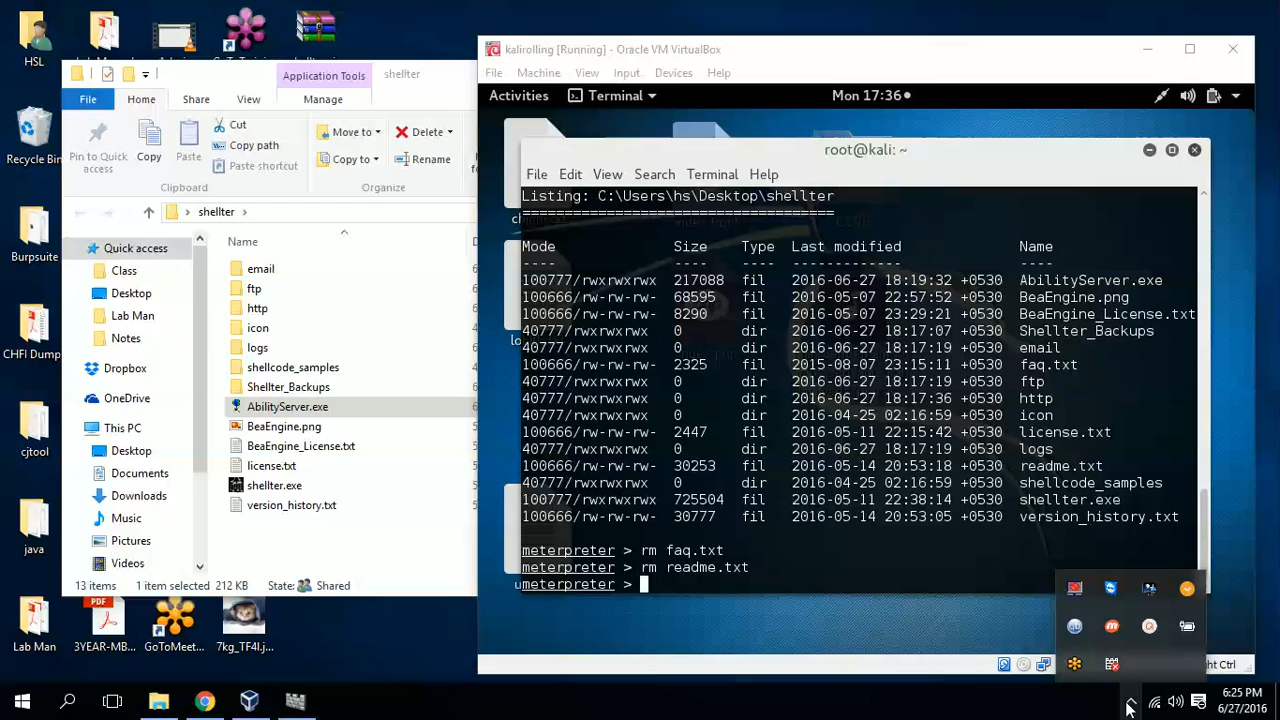 HSL
Recycle Bin
Burpsuite
CHFI Dump
cjtool
java
Lab Man
3YEAR-MB...
GoToMeet...
7kg_TF4I.j...
PDF
Application Tools
shellter
File
Home
Share
View
Manage
Pin to Quick
access
Copy
Paste
Cut
Copy path
Paste shortcut
Clipboard
Move to
Copy to
Delete
Rename
Organize
shellter
Quick access
Class
Desktop
Lab Man
Notes
Dropbox
OneDrive
This PC
Desktop
Documents
Downloads
Music
Pictures
Videos
Name
email
ftp
http
icon
logs
shellcode_samples
Shellter_Backups
AbilityServer.exe
BeaEngine.png
BeaEngine_License.txt
license.txt
shellter.exe
version_history.txt
13 items 1 item selected 212 KB State: Shared
kalirolling [Running] - Oracle VM VirtualBox
File Machine View Input Devices Help
Activities Terminal Mon 17:36
root@kali: ~
File Edit View Search Terminal Help
Listing: C:\Users\hs\Desktop\shellter
=====================================
Mode Size Type Last modified Name
---- ---- ---- ------------- ----
100777/rwxrwxrwx 217088 fil 2016-06-27 18:19:32 +0530 AbilityServer.exe
100666/rw-rw-rw- 68595 fil 2016-05-07 22:57:52 +0530 BeaEngine.png
100666/rw-rw-rw- 8290 fil 2016-05-07 23:29:21 +0530 BeaEngine_License.txt
40777/rwxrwxrwx 0 dir 2016-06-27 18:17:07 +0530 Shellter_Backups
40777/rwxrwxrwx 0 dir 2016-06-27 18:17:19 +0530 email
100666/rw-rw-rw- 2325 fil 2015-08-07 23:15:11 +0530 faq.txt
40777/rwxrwxrwx 0 dir 2016-06-27 18:17:19 +0530 ftp
40777/rwxrwxrwx 0 dir 2016-06-27 18:17:36 +0530 http
40777/rwxrwxrwx 0 dir 2016-04-25 02:16:59 +0530 icon
100666/rw-rw-rw- 2447 fil 2016-05-11 22:15:42 +0530 license.txt
40777/rwxrwxrwx 0 dir 2016-06-27 18:17:19 +0530 logs
100666/rw-rw-rw- 30253 fil 2016-05-14 20:53:18 +0530 readme.txt
40777/rwxrwxrwx 0 dir 2016-04-25 02:16:59 +0530 shellcode_samples
100777/rwxrwxrwx 725504 fil 2016-05-11 22:38:14 +0530 shellter.exe
100666/rw-rw-rw- 30777 fil 2016-05-14 20:53:05 +0530 version_history.txt
meterpreter > rm faq.txt
meterpreter > rm readme.txt
meterpreter >
ht Ctrl
6:25 PM
6/27/2016